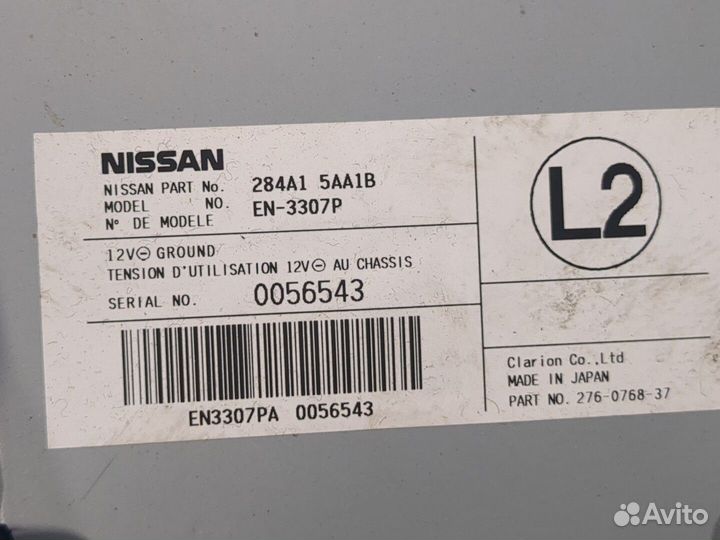 NISSAN
NISSAN PART No. 284A1 5AA1B
MODEL NO. EN-3307P
N° DE MODELE
12V⊖ GROUND
TENSION D'UTILISATION 12V⊖ AU CHASSIS
SERIAL NO. 0056543
EN3307PA 0056543
L2
Clarion Co.,Ltd
MADE IN JAPAN
PART NO. 276-0768-37
Avito